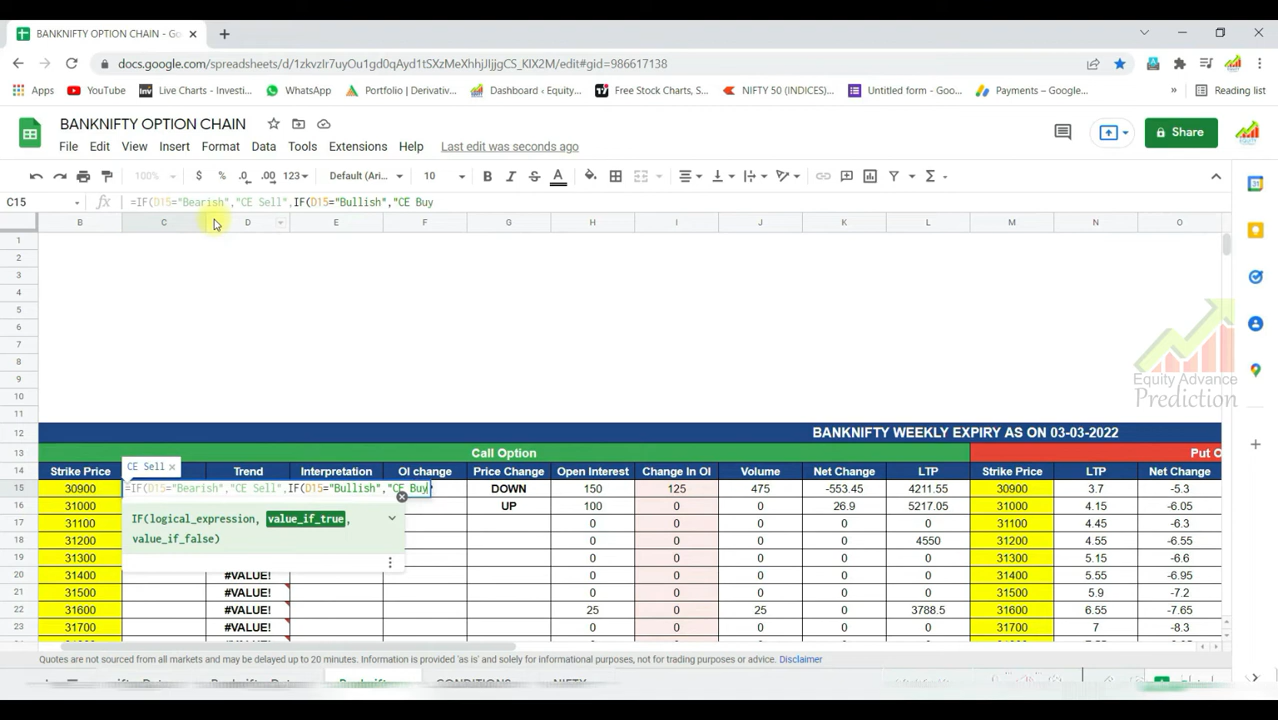 BANKNIFTY OPTION CHAIN - Go
docs.google.com/spreadsheets/d/1zkvzIr7uyOu1gd0qAyd1tSXzMeXhhjJIjjgCS_KIX2M/edit#gid=986617138
Apps YouTube Live Charts - Investi... WhatsApp Portfolio | Derivativ... Dashboard ‹ Equity... Free Stock Charts, S... NIFTY 50 (INDICES)... Untitled form - Goog... Payments – Google... » Reading list
BANKNIFTY OPTION CHAIN
Share
File Edit View Insert Format Data Tools Extensions Help Last edit was seconds ago
100% $ % .0 .00 123 Default (Ari... 10 B I S A Σ
C15 fx =IF(D15="Bearish","CE Sell",IF(D15="Bullish","CE Buy
B C D E F G H I J K L M N O
1
2
3
4
5
6
7
8
9
10
11
Equity Advance
Prediction
12 BANKNIFTY WEEKLY EXPIRY AS ON 03-03-2022
13 Call Option Put O
CE Sell ×
14 Strike Price Trend Interpretation OI change Price Change Open Interest Change In OI Volume Net Change LTP Strike Price LTP Net Change
15 30900 =IF(D15="Bearish","CE Sell",IF(D15="Bullish","CE Buy DOWN 150 125 475 -553.45 4211.55 30900 3.7 -5.3
16 31000 UP 100 0 0 26.9 5217.05 31000 4.15 -6.05
IF(logical_expression, value_if_true,
value_if_false)
17 31100 0 0 0 0 0 31100 4.45 -6.3
18 31200 0 0 0 0 4550 31200 4.55 -6.55
19 31300 0 0 0 0 0 31300 5.15 -6.6
20 31400 #VALUE! 0 0 0 0 0 31400 5.55 -6.95
21 31500 #VALUE! 0 0 0 0 0 31500 5.9 -7.2
22 31600 #VALUE! 25 0 25 0 3788.5 31600 6.55 -7.65
23 31700 #VALUE! 0 0 0 0 0 31700 7 -8.3
Quotes are not sourced from all markets and may be delayed up to 20 minutes. Information is provided 'as is' and solely for informational purposes, not for trading purposes or advice. Disclaimer
CONDITIONS NIFTY